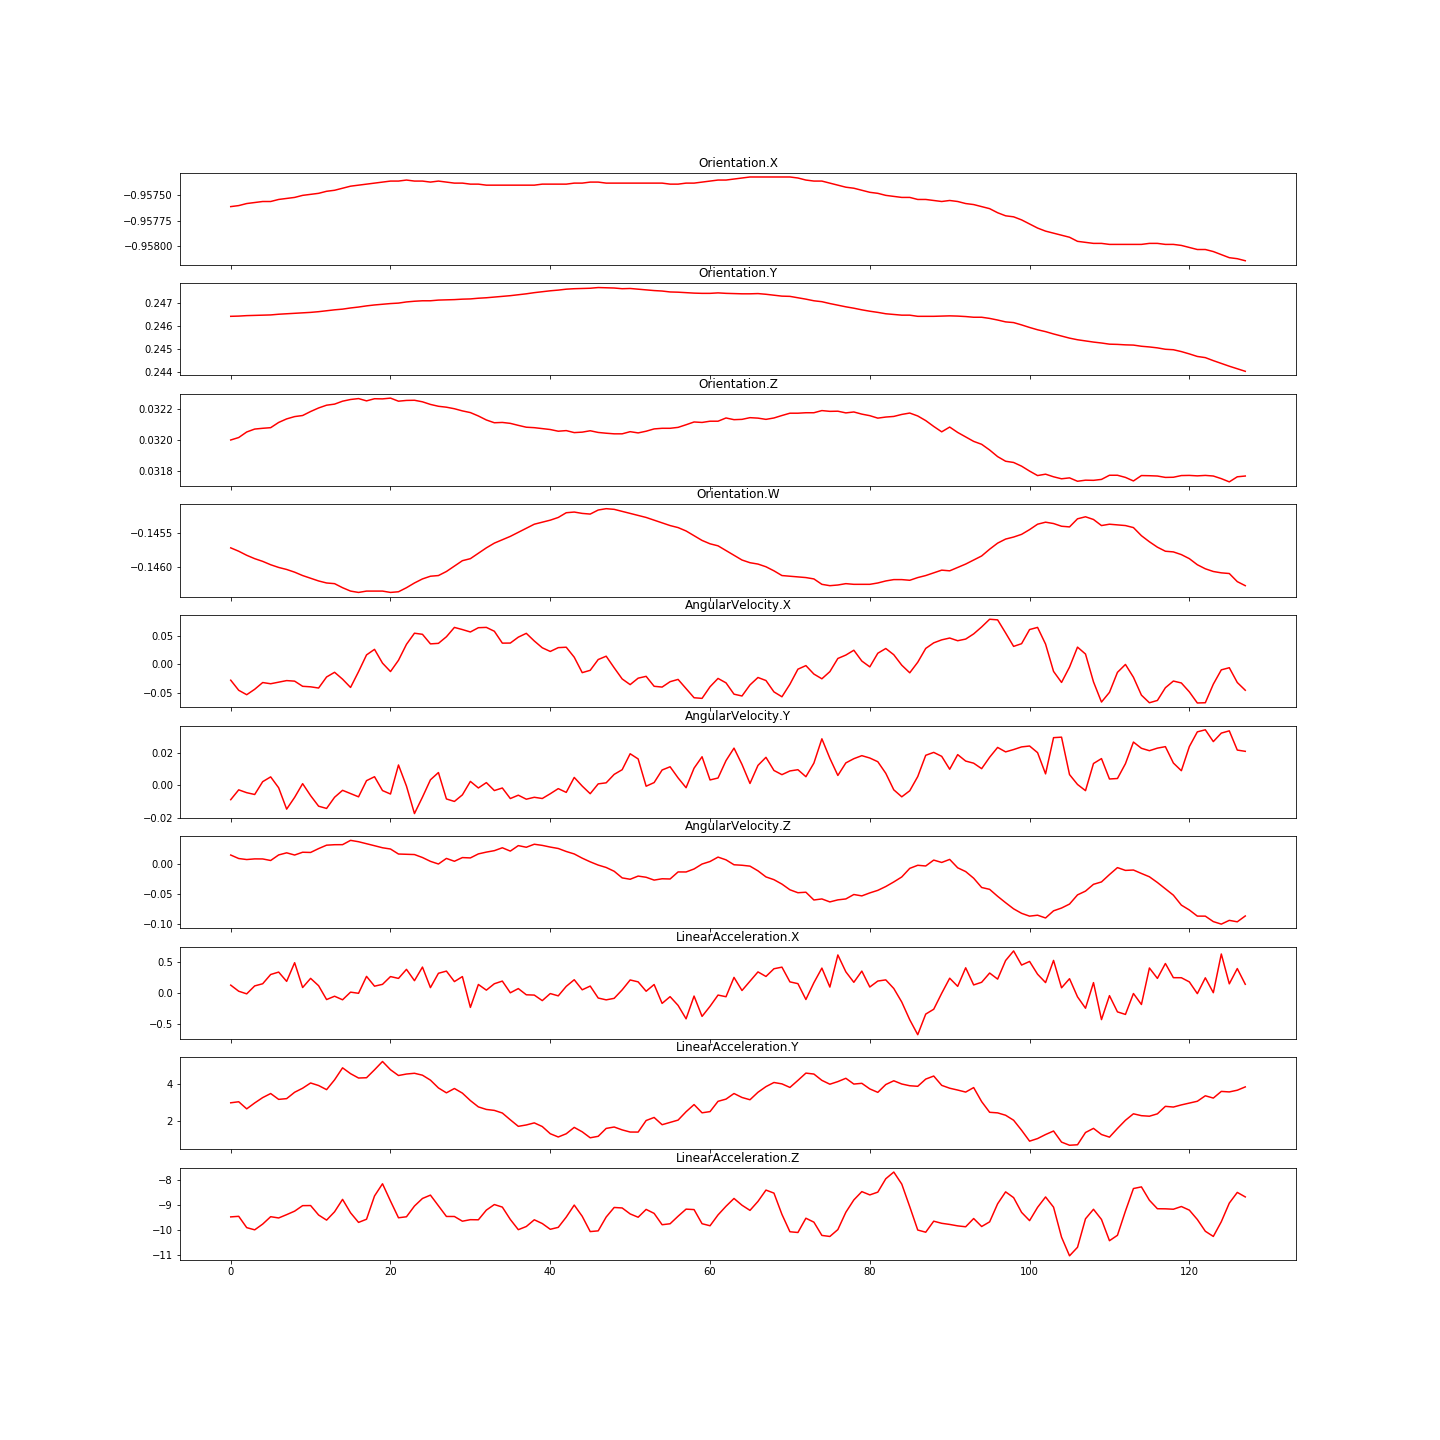 Orientation.X
−0.95750
−0.95775
−0.95800
Orientation.Y
0.247
0.246
0.245
0.244
Orientation.Z
0.0322
0.0320
0.0318
Orientation.W
−0.1455
−0.1460
AngularVelocity.X
0.05
0.00
−0.05
AngularVelocity.Y
0.02
0.00
−0.02
AngularVelocity.Z
0.00
−0.05
−0.10
LinearAcceleration.X
0.5
0.0
−0.5
LinearAcceleration.Y
4
2
LinearAcceleration.Z
−8
−9
−10
−11
0 20 40 60 80 100 120